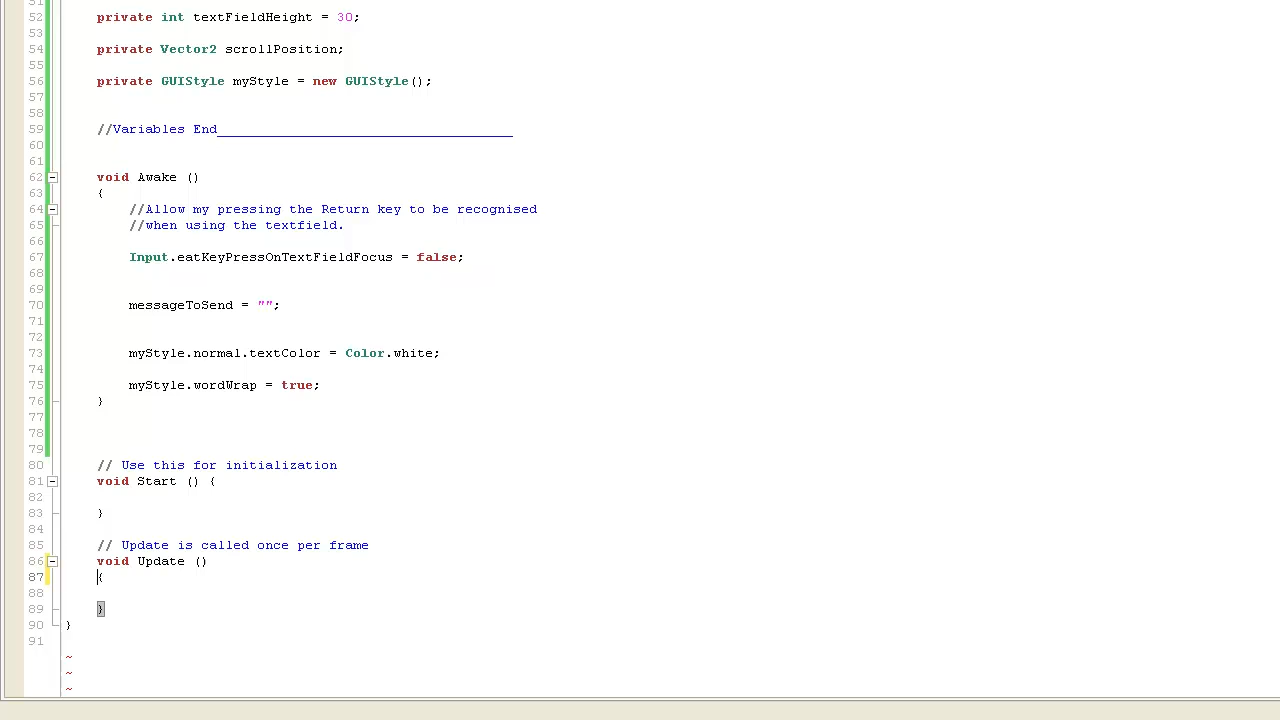 51
52 private int textFieldHeight = 30;
53
54 private Vector2 scrollPosition;
55
56 private GUIStyle myStyle = new GUIStyle();
57
58
59 //Variables End_____________________________________
60
61
62 void Awake ()
63 {
64 //Allow my pressing the Return key to be recognised
65 //when using the textfield.
66
67 Input.eatKeyPressOnTextFieldFocus = false;
68
69
70 messageToSend = "";
71
72
73 myStyle.normal.textColor = Color.white;
74
75 myStyle.wordWrap = true;
76 }
77
78
79
80 // Use this for initialization
81 void Start () {
82
83 }
84
85 // Update is called once per frame
86 void Update ()
87 {
88
89 }
90 }
91
~
~
~